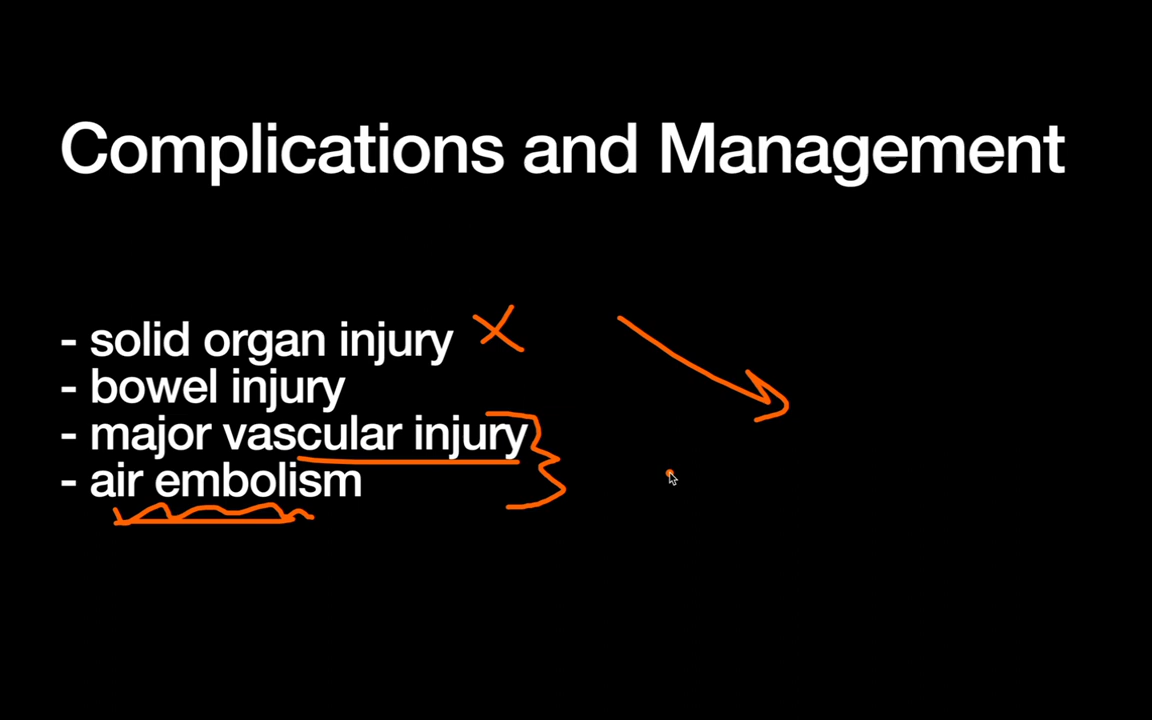 Complications and Management
- solid organ injury
- bowel injury
- major vascular injury
- air embolism